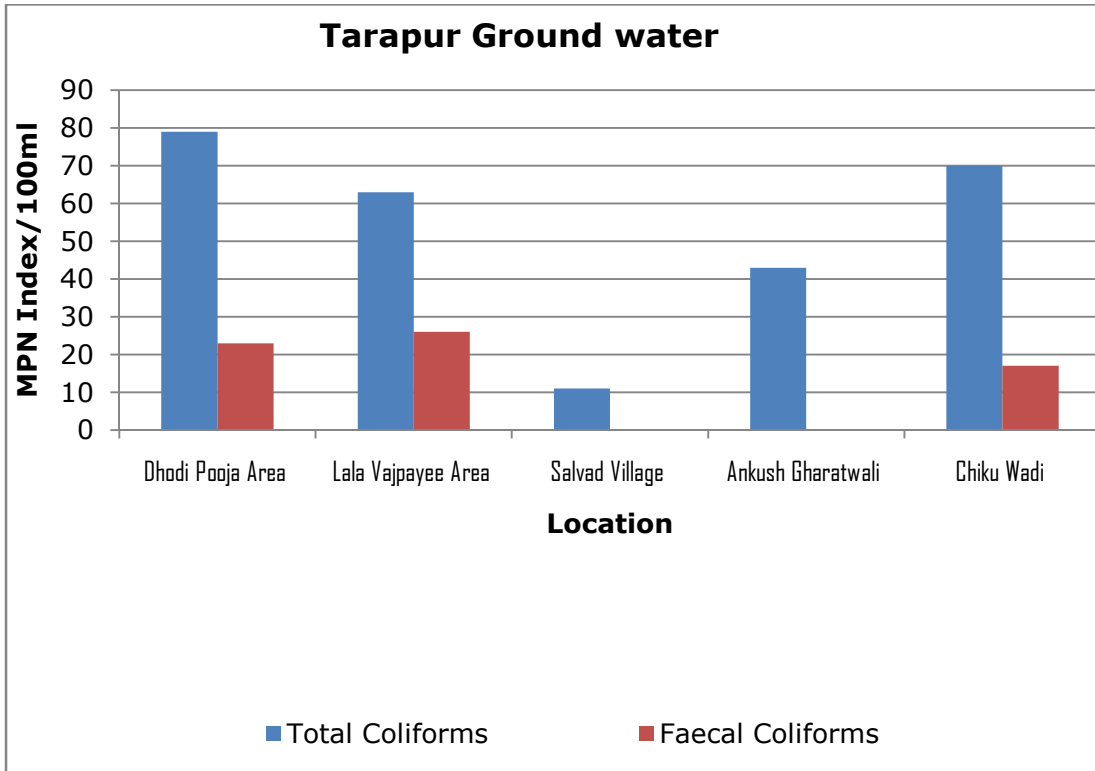 Tarapur Ground water
MPN Index/100ml
90
80
70
60
50
40
30
20
10
0
Dhodi Pooja Area
Lala Vajpayee Area
Salvad Village
Ankush Gharatwali
Chiku Wadi
Location
Total Coliforms
Faecal Coliforms